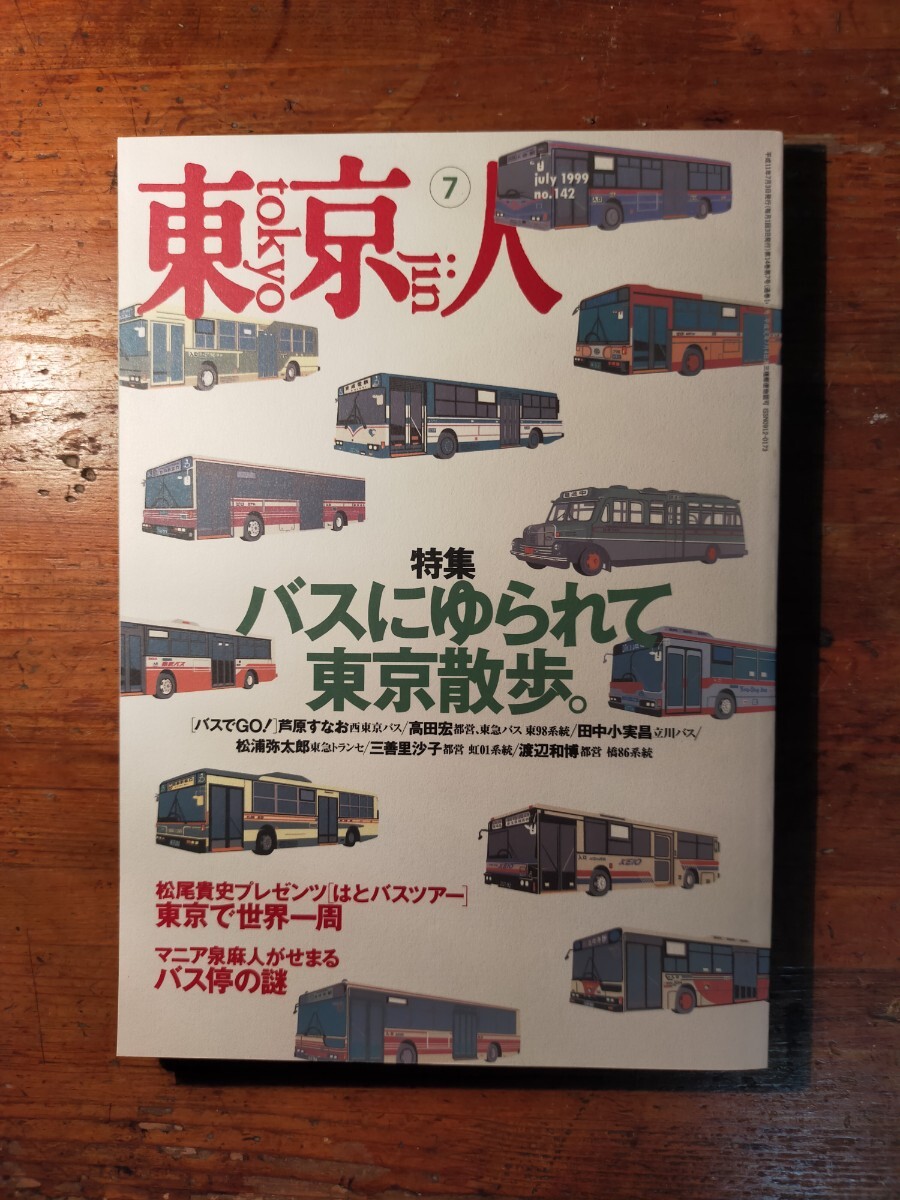 東京人
tokyo
jin
7
july 1999
no.142
特集
バスにゆられて
東京散歩。
[バスでGO!]芦原すなお西東京バス/高田宏都営、東急バス 東98系統/田中小実昌立川バス/
松浦弥太郎東急トランセ/三善里沙子都営 虹01系統/渡辺和博都営 橋86系統
KEIO
松尾貴史プレゼンツ[はとバスツアー]
東京で世界一周
マニア泉麻人がせまる
バス停の謎